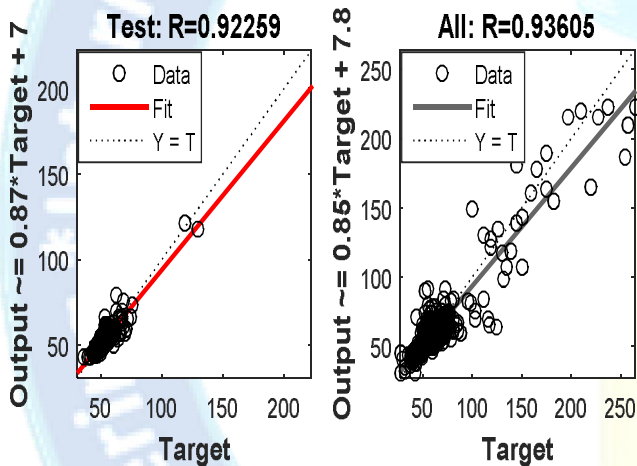 Test: R=0.92259
Output ~= 0.87*Target + 7
Data
Fit
Y = T
200
150
100
50
50 100 150 200
Target
All: R=0.93605
Output ~= 0.85*Target + 7.8
Data
Fit
Y = T
250
200
150
100
50
50 100 150 200 250
Target